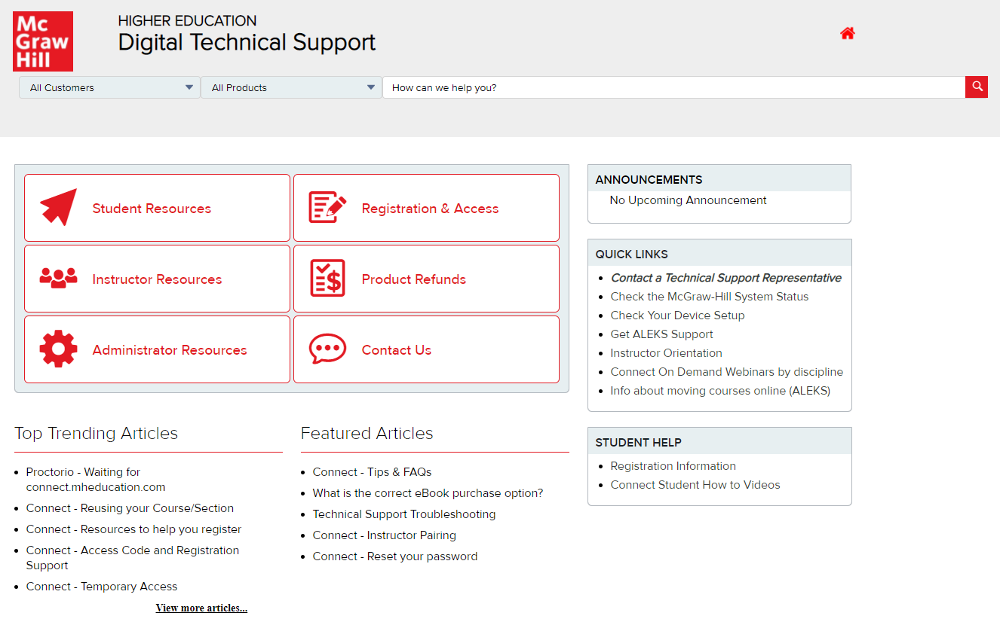 Mc
Graw
Hill
HIGHER EDUCATION
Digital Technical Support
All Customers
All Products
How can we help you?
Student Resources
Registration & Access
Instructor Resources
Product Refunds
Administrator Resources
Contact Us
Top Trending Articles
Proctorio - Waiting for
connect.mheducation.com
Connect - Reusing your Course/Section
Connect - Resources to help you register
Connect - Access Code and Registration
Support
Connect - Temporary Access
View more articles...
Featured Articles
Connect - Tips & FAQs
What is the correct eBook purchase option?
Technical Support Troubleshooting
Connect - Instructor Pairing
Connect - Reset your password
ANNOUNCEMENTS
No Upcoming Announcement
QUICK LINKS
Contact a Technical Support Representative
Check the McGraw-Hill System Status
Check Your Device Setup
Get ALEKS Support
Instructor Orientation
Connect On Demand Webinars by discipline
Info about moving courses online (ALEKS)
STUDENT HELP
Registration Information
Connect Student How to Videos